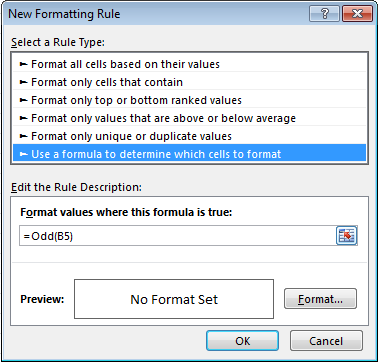 New Formatting Rule
Select a Rule Type:
► Format all cells based on their values
► Format only cells that contain
► Format only top or bottom ranked values
► Format only values that are above or below average
► Format only unique or duplicate values
► Use a formula to determine which cells to format
Edit the Rule Description:
Format values where this formula is true:
=Odd(B5)
Preview: No Format Set Format...
OK Cancel